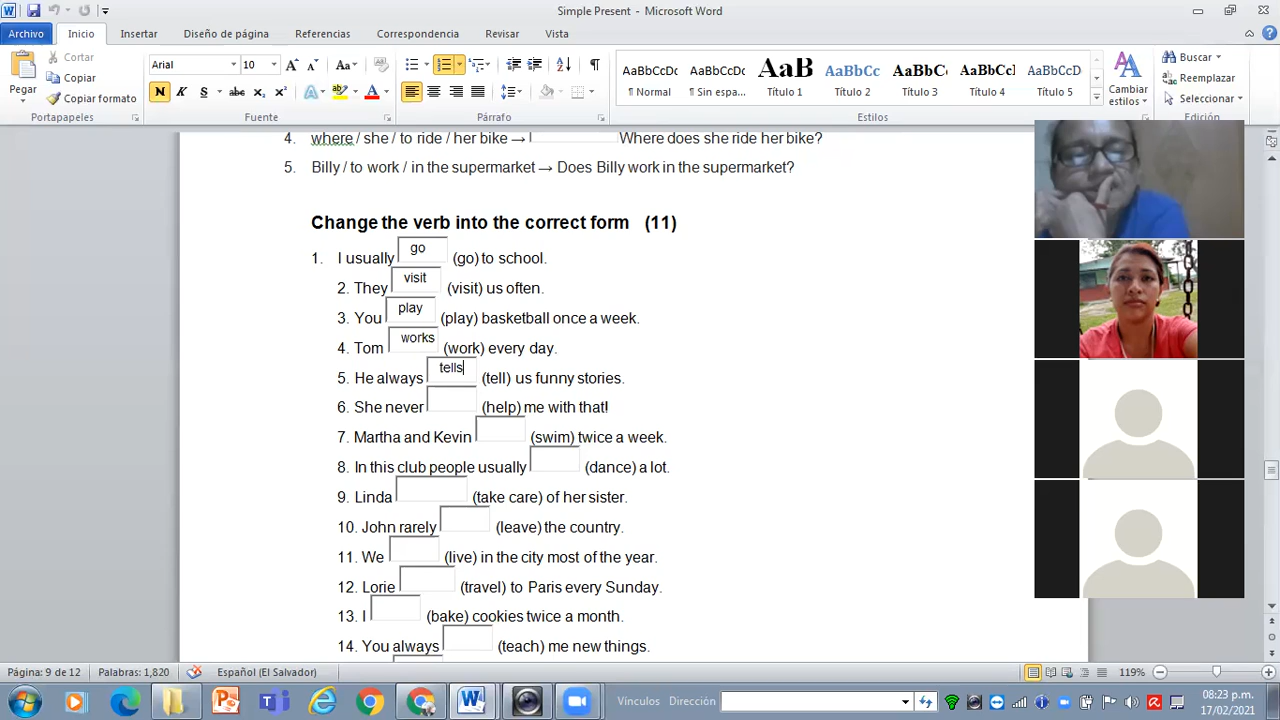 Simple Present - Microsoft Word
Archivo Inicio Insertar Diseño de página Referencias Correspondencia Revisar Vista
Pegar
Cortar
Copiar
Copiar formato
Portapapeles
Arial 10
Fuente
Párrafo
AaBbCcDc AaBbCcDc AaB AaBbCc AaBbCc AaBbCcI AaBbCcD
¶ Normal ¶ Sin espa... Título 1 Título 2 Título 3 Título 4 Título 5
Estilos
Cambiar estilos
Buscar
Reemplazar
Seleccionar
Edición
4. where / she / to ride / her bike → Where does she ride her bike?
5. Billy / to work / in the supermarket → Does Billy work in the supermarket?
Change the verb into the correct form (11)
1. I usually go (go) to school.
2. They visit (visit) us often.
3. You play (play) basketball once a week.
4. Tom works (work) every day.
5. He always tells (tell) us funny stories.
6. She never (help) me with that!
7. Martha and Kevin (swim) twice a week.
8. In this club people usually (dance) a lot.
9. Linda (take care) of her sister.
10. John rarely (leave) the country.
11. We (live) in the city most of the year.
12. Lorie (travel) to Paris every Sunday.
13. I (bake) cookies twice a month.
14. You always (teach) me new things.
Página: 9 de 12 Palabras: 1,820 Español (El Salvador) 119%
Vínculos Dirección
08:23 p.m.
17/02/2021